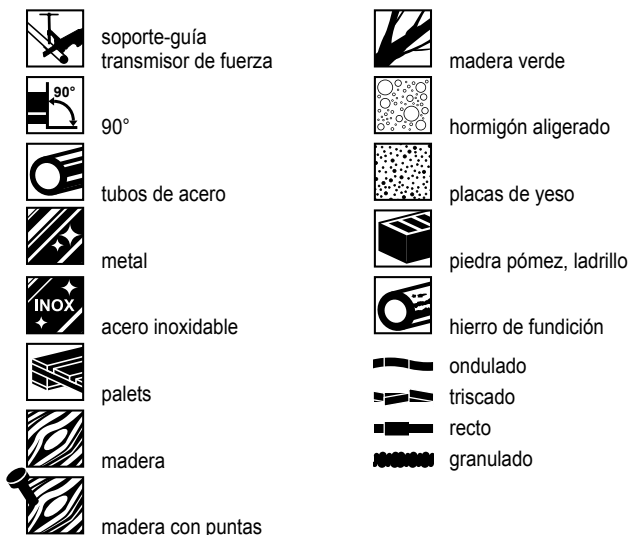 soporte-guía
transmisor de fuerza
90°
90°
tubos de acero
metal
INOX
acero inoxidable
palets
madera
madera con puntas
madera verde
hormigón aligerado
placas de yeso
piedra pómez, ladrillo
hierro de fundición
ondulado
triscado
recto
granulado